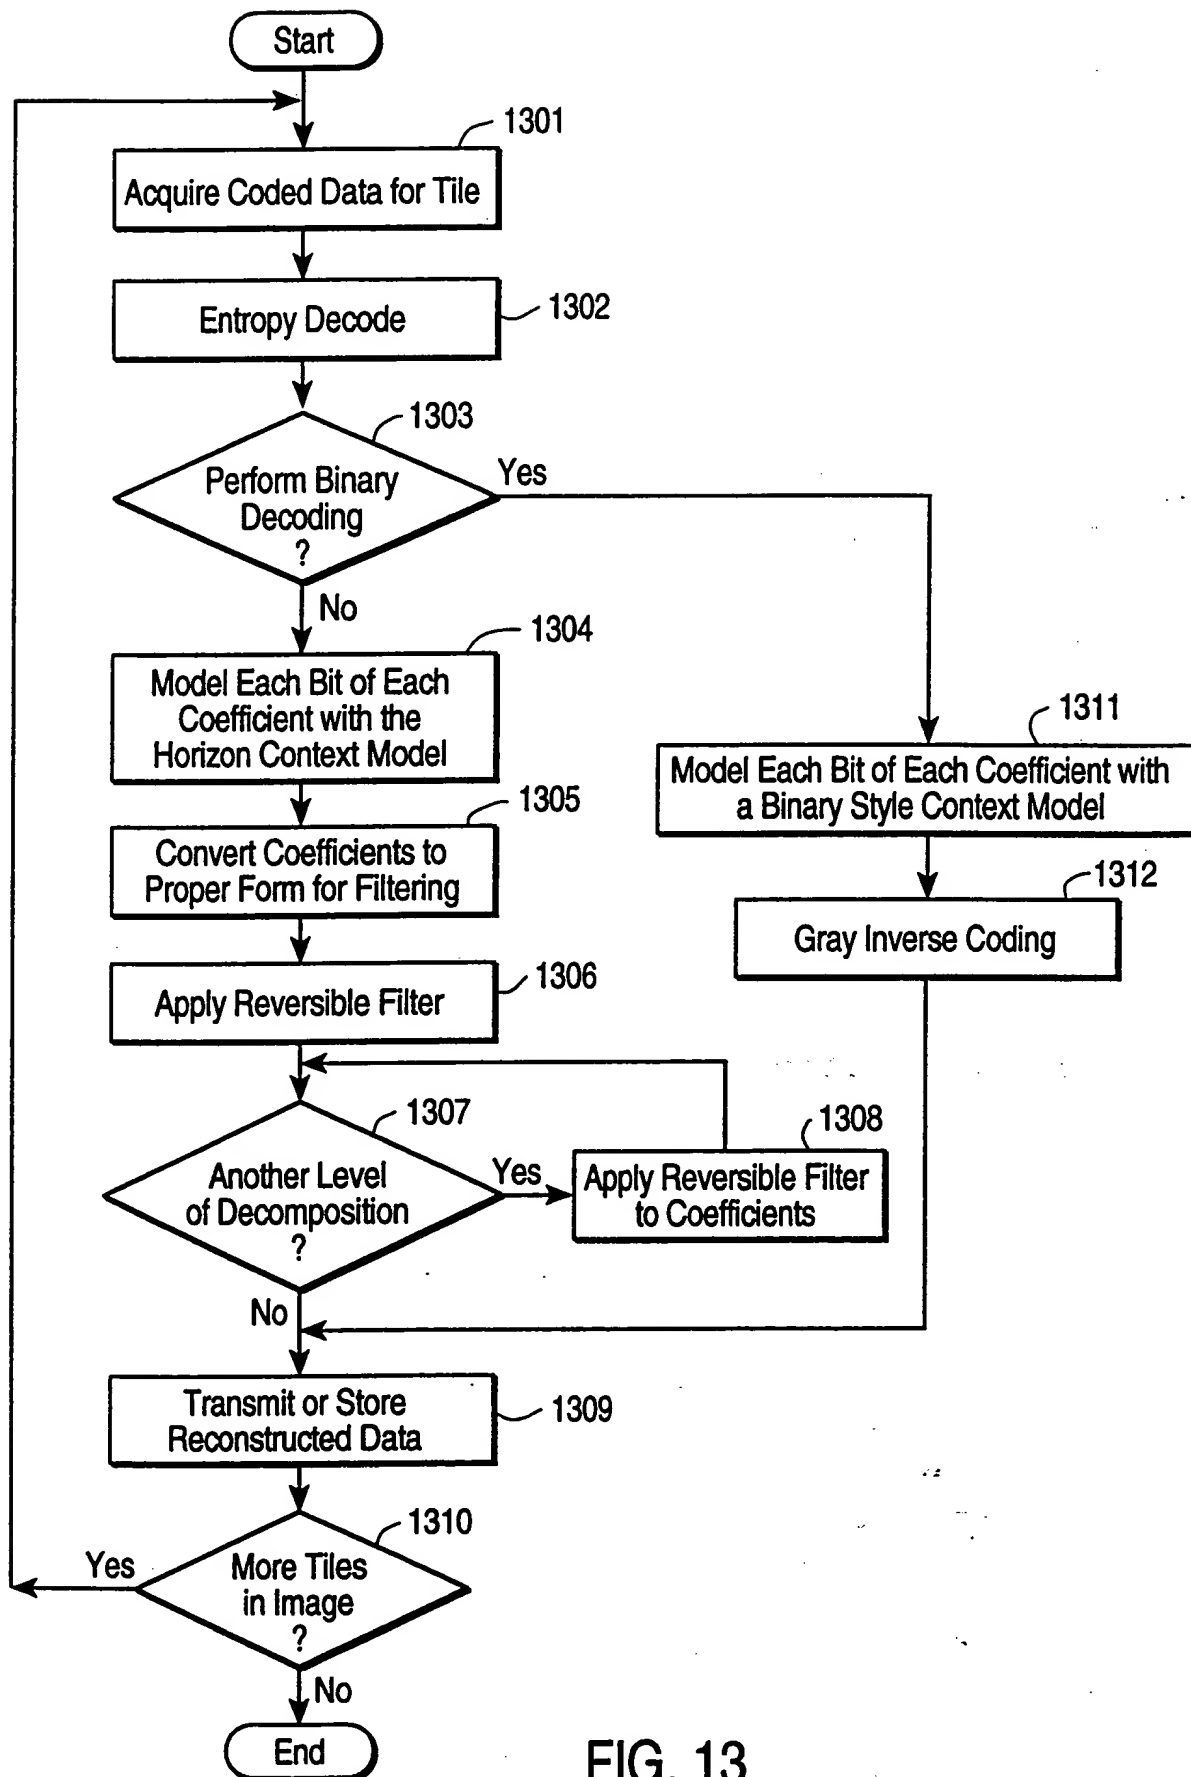 Start
1301
Acquire Coded Data for Tile
1302
Entropy Decode
1303
Perform Binary
Decoding
?
Yes
No
1304
Model Each Bit of Each
Coefficient with the
Horizon Context Model
1311
Model Each Bit of Each Coefficient with
a Binary Style Context Model
1305
Convert Coefficients to
Proper Form for Filtering
1312
Gray Inverse Coding
1306
Apply Reversible Filter
1307
Another Level
of Decomposition
?
Yes
1308
Apply Reversible Filter
to Coefficients
No
Transmit or Store
Reconstructed Data
1309
1310
More Tiles
in Image
?
Yes
No
End
FIG. 13